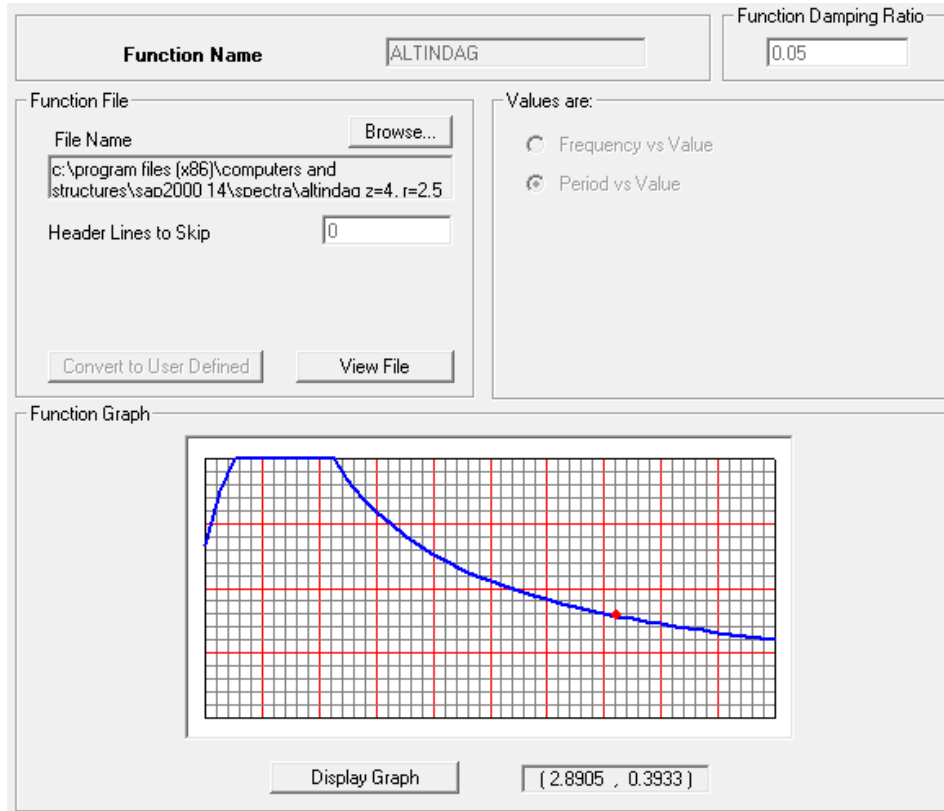 Function Damping Ratio
Function Name ALTINDAG 0.05
Function File
File Name Browse...
c:\program files (x86)\computers and
structures\sap2000 14\spectra\altindag z=4, r=2.5
Header Lines to Skip 0
Convert to User Defined View File
Values are:
Frequency vs Value
Period vs Value
Function Graph
Display Graph (2.8905 , 0.3933 )